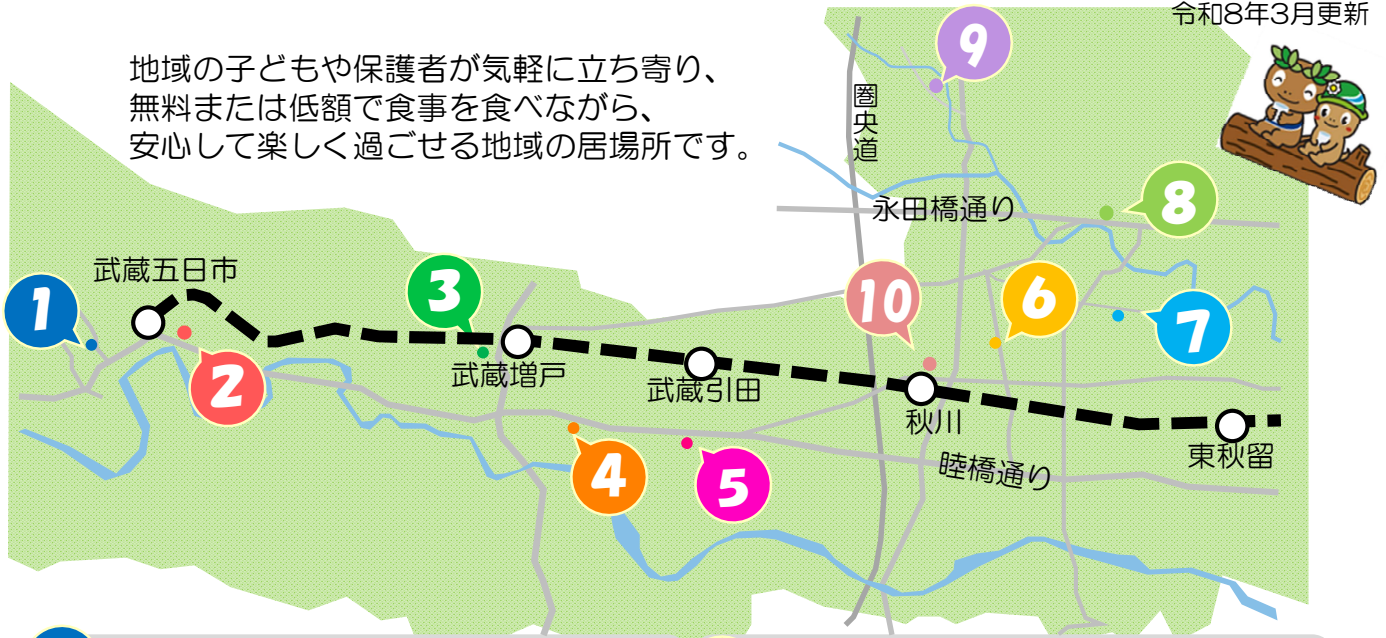 令和8年3月更新
地域の子どもや保護者が気軽に立ち寄り、
無料または低額で食事を食べながら、
安心して楽しく過ごせる地域の居場所です。
9
圏央道
8
永田橋通り
武蔵五日市
1
3
10
6
7
2
武蔵増戸
武蔵引田
秋川
東秋留
4
5
睦橋通り